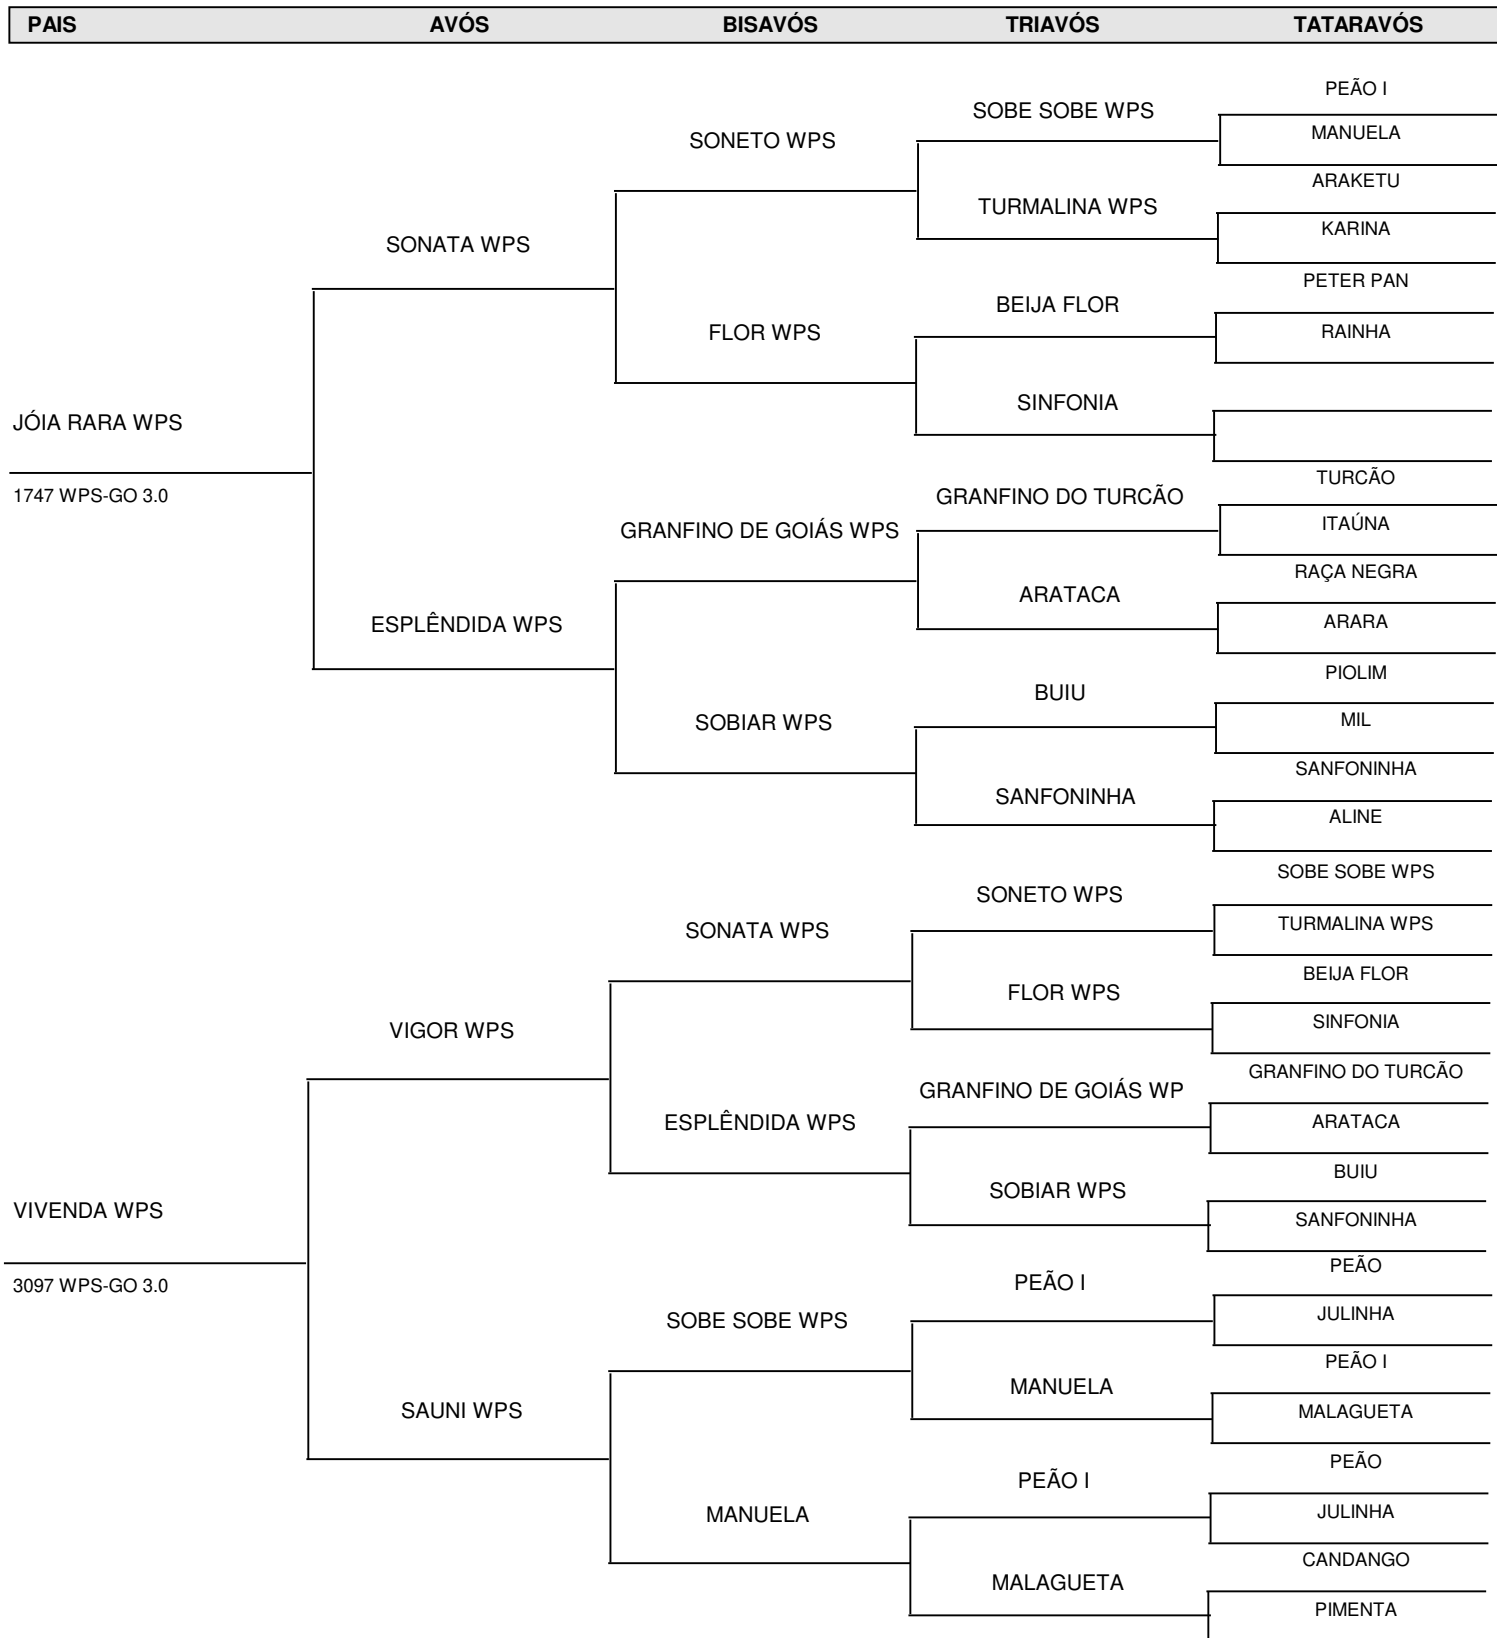 PAIS AVÓS BISAVÓS TRIAVÓS TATARAVÓS
PEÃO I
SOBE SOBE WPS
MANUELA
SONETO WPS
ARAKETU
TURMALINA WPS
KARINA
SONATA WPS
PETER PAN
BEIJA FLOR
RAINHA
FLOR WPS
SINFONIA
JÓIA RARA WPS
TURCÃO
1747 WPS-GO 3.0
GRANFINO DO TURCÃO
ITAÚNA
GRANFINO DE GOIÁS WPS
RAÇA NEGRA
ARATACA
ARARA
ESPLÊNDIDA WPS
PIOLIM
BUIU
MIL
SOBIAR WPS
SANFONINHA
SANFONINHA
ALINE
SOBE SOBE WPS
SONETO WPS
TURMALINA WPS
SONATA WPS
BEIJA FLOR
FLOR WPS
SINFONIA
VIGOR WPS
GRANFINO DO TURCÃO
GRANFINO DE GOIÁS WP
ARATACA
ESPLÊNDIDA WPS
BUIU
SOBIAR WPS
SANFONINHA
VIVENDA WPS
PEÃO
3097 WPS-GO 3.0
PEÃO I
JULINHA
SOBE SOBE WPS
PEÃO I
MANUELA
MALAGUETA
SAUNI WPS
PEÃO
PEÃO I
JULINHA
MANUELA
CANDANGO
MALAGUETA
PIMENTA